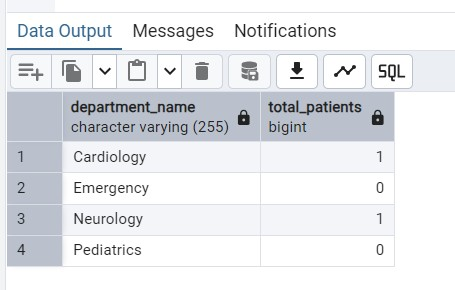 Data Output Messages Notifications
SQL
department_name total_patients
character varying (255) bigint
1 Cardiology 1
2 Emergency 0
3 Neurology 1
4 Pediatrics 0